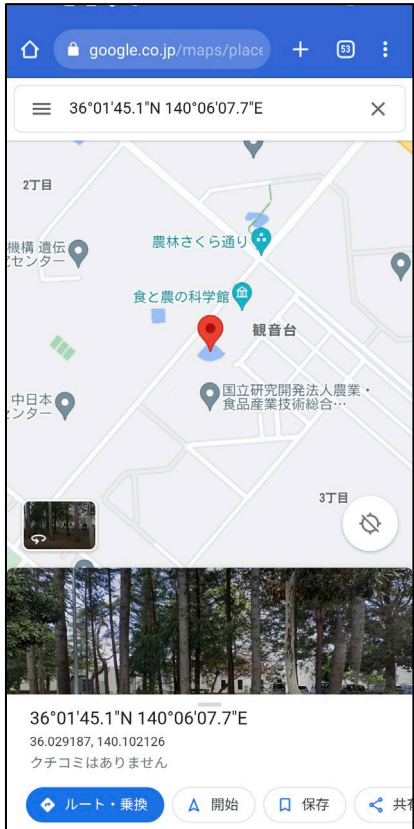 google.co.jp/maps/place
53
36°01'45.1"N 140°06'07.7"E
2丁目
機構 遺伝
センター
農林さくら通り
食と農の科学館
観音台
中日本
ンター
国立研究開発法人農業・
食品産業技術総合…
3丁目
36°01'45.1"N 140°06'07.7"E
36.029187, 140.102126
クチコミはありません
ルート・乗換
開始
保存
共有